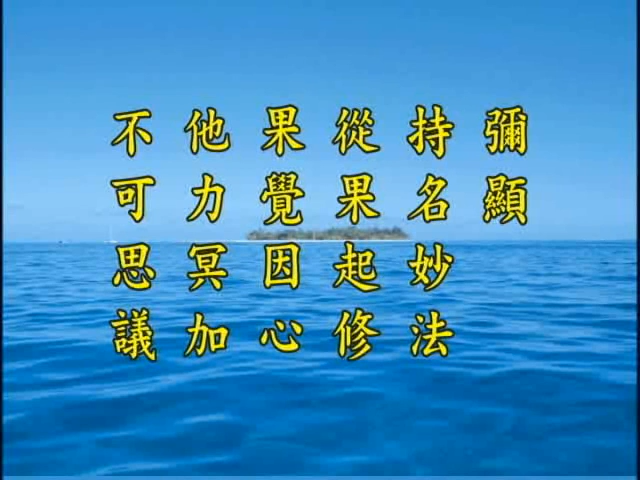 彌顯
持名妙法
從果起修
果覺因心
他力冥加
不可思議